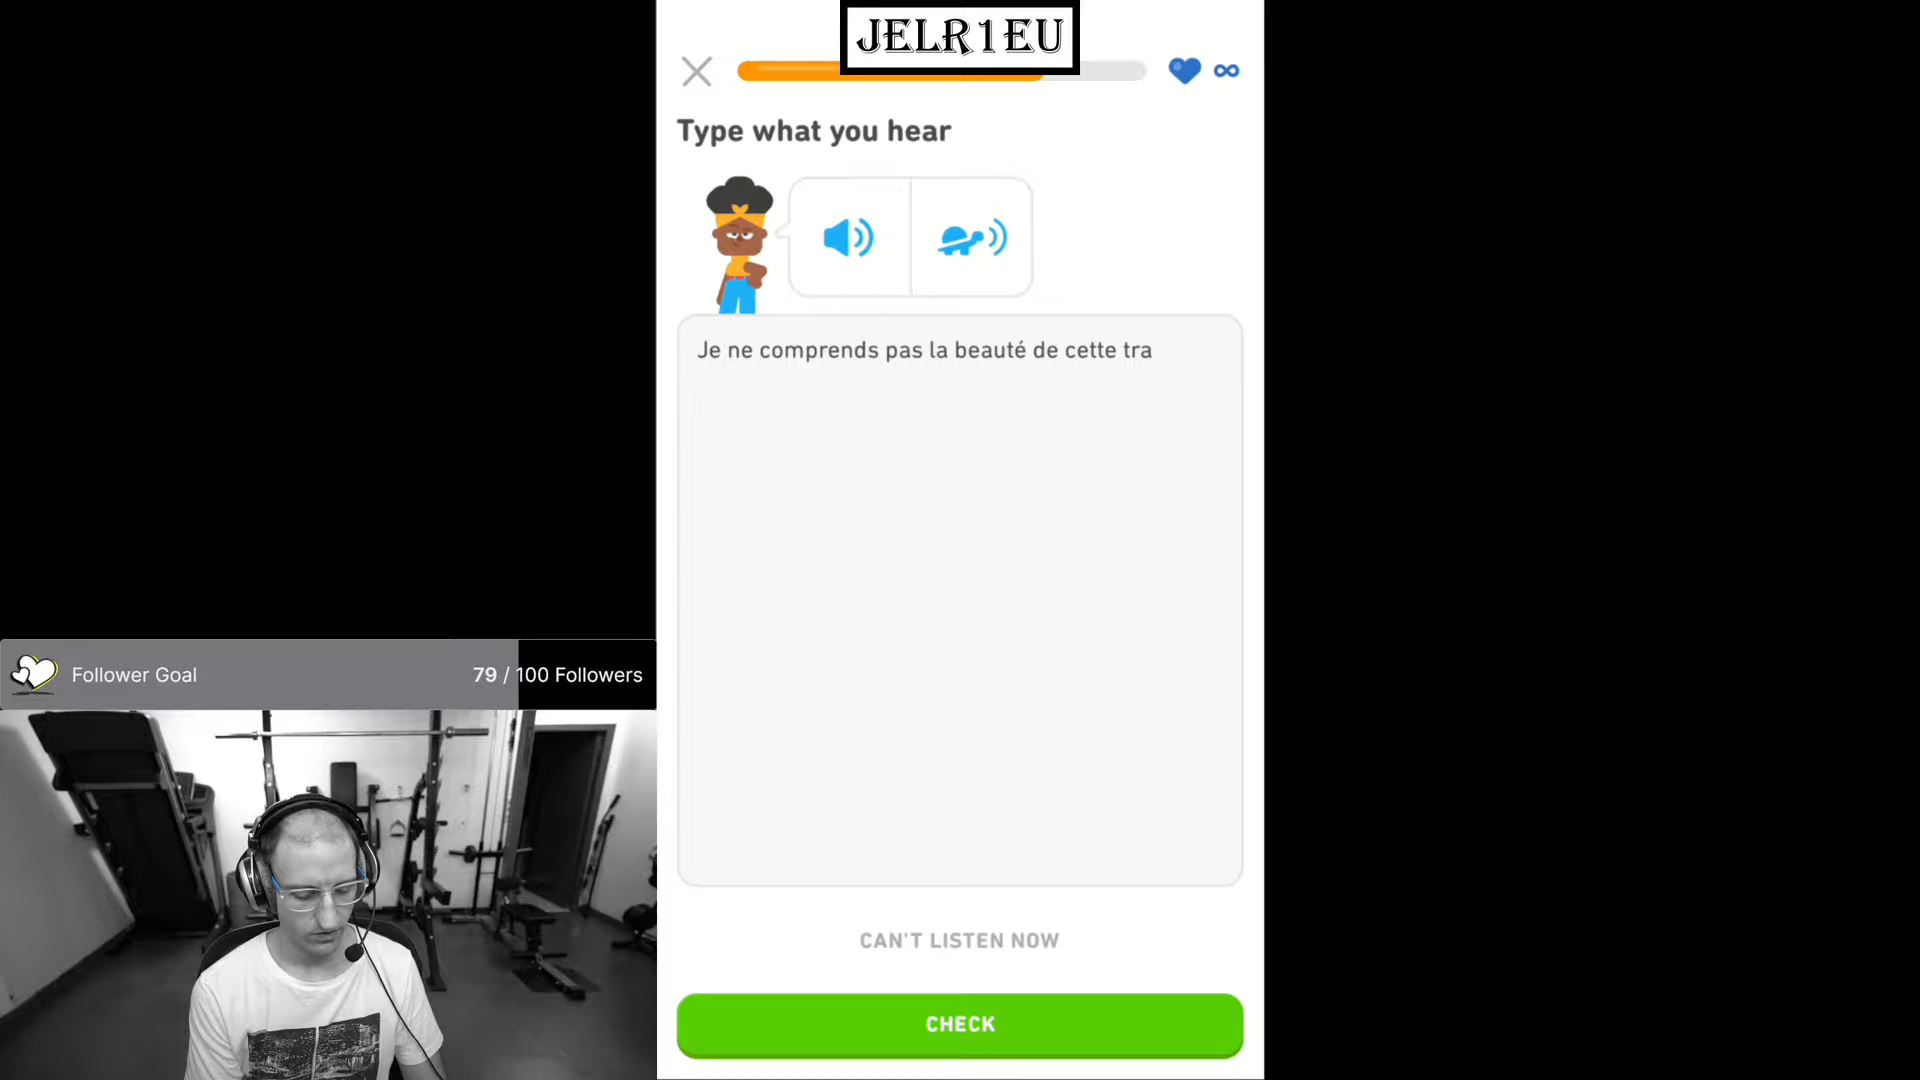 JELR1EU
Type what you hear
Je ne comprends pas la beauté de cette tra
Follower Goal
79 / 100 Followers
CAN'T LISTEN NOW
CHECK